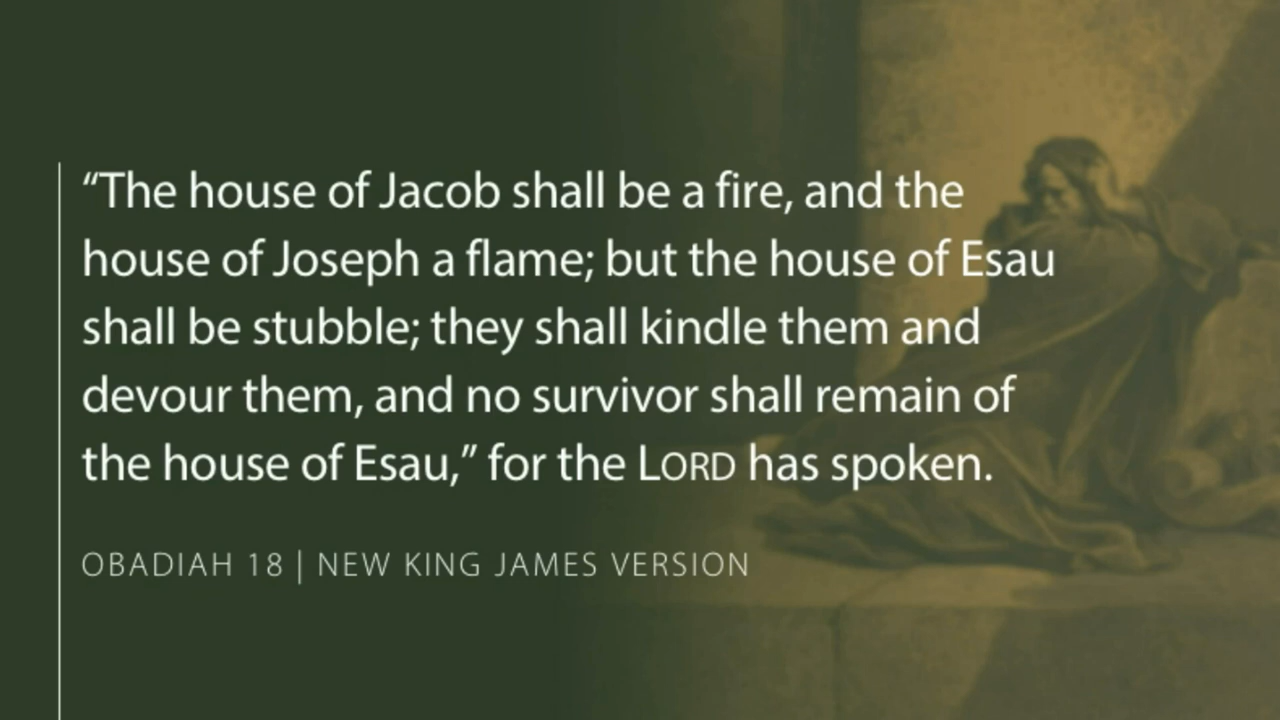 “The house of Jacob shall be a fire, and the
house of Joseph a flame; but the house of Esau
shall be stubble; they shall kindle them and
devour them, and no survivor shall remain of
the house of Esau,” for the LORD has spoken.
OBADIAH 18 | NEW KING JAMES VERSION